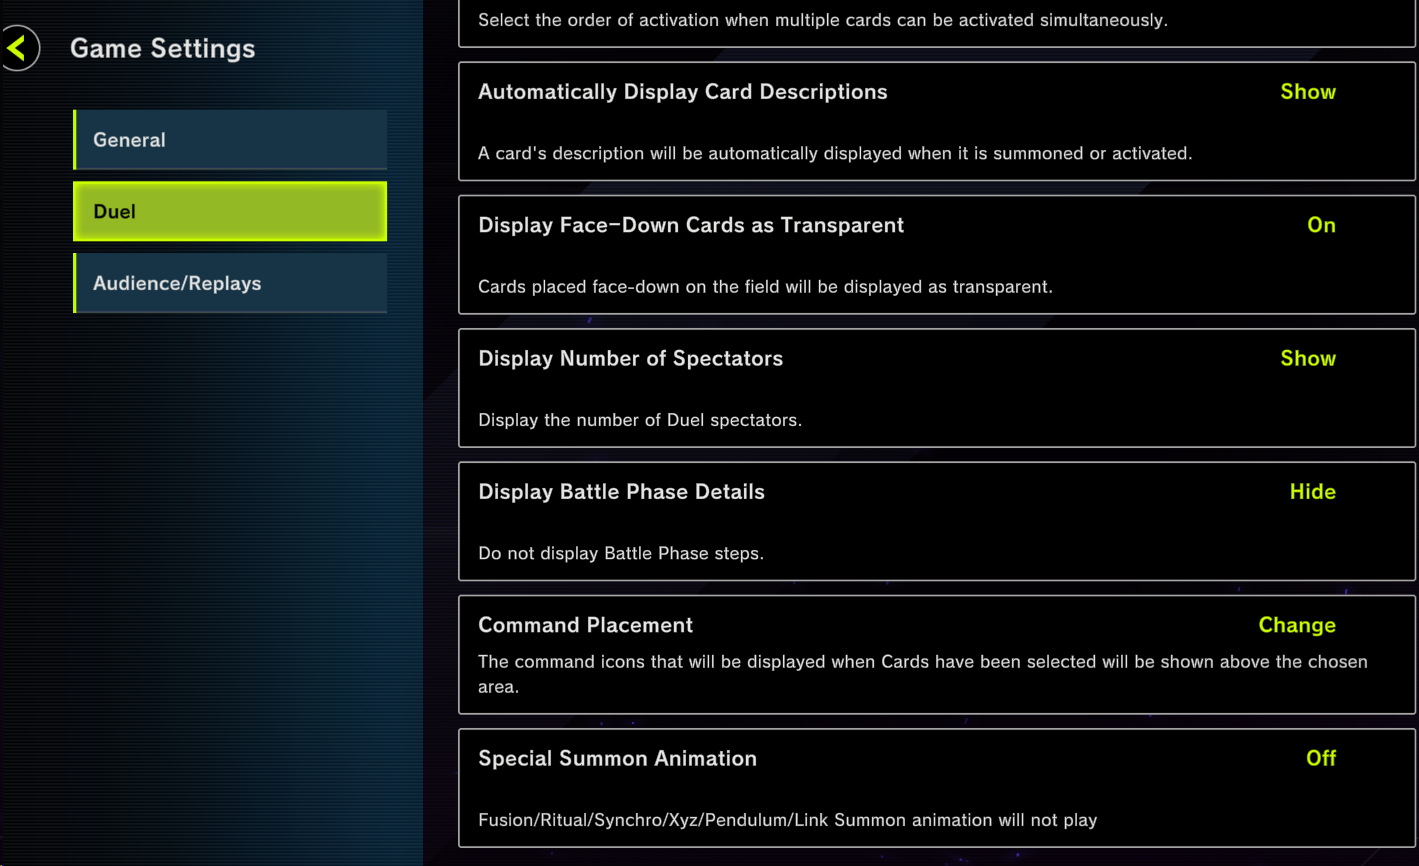 Game Settings
General
Duel
Audience/Replays
Select the order of activation when multiple cards can be activated simultaneously.
Automatically Display Card Descriptions
Show
A card's description will be automatically displayed when it is summoned or activated.
Display Face-Down Cards as Transparent
On
Cards placed face-down on the field will be displayed as transparent.
Display Number of Spectators
Show
Display the number of Duel spectators.
Display Battle Phase Details
Hide
Do not display Battle Phase steps.
Command Placement
Change
The command icons that will be displayed when Cards have been selected will be shown above the chosen
area.
Special Summon Animation
Off
Fusion/Ritual/Synchro/Xyz/Pendulum/Link Summon animation will not play